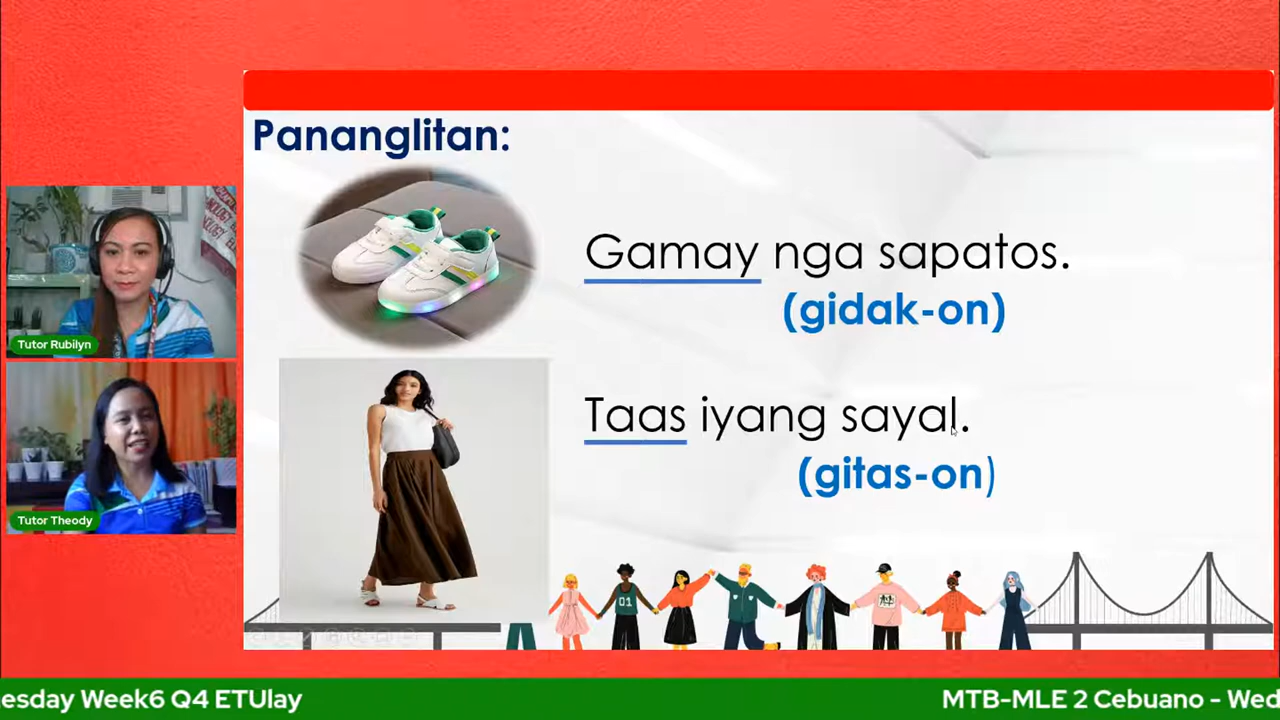 Pananglitan:
Gamay nga sapatos.
(gidak-on)
Taas iyang sayal.
(gitas-on)
Tutor Rubilyn
Tutor Theody
01
esday Week6 Q4 ETUlay
MTB-MLE 2 Cebuano - Wed